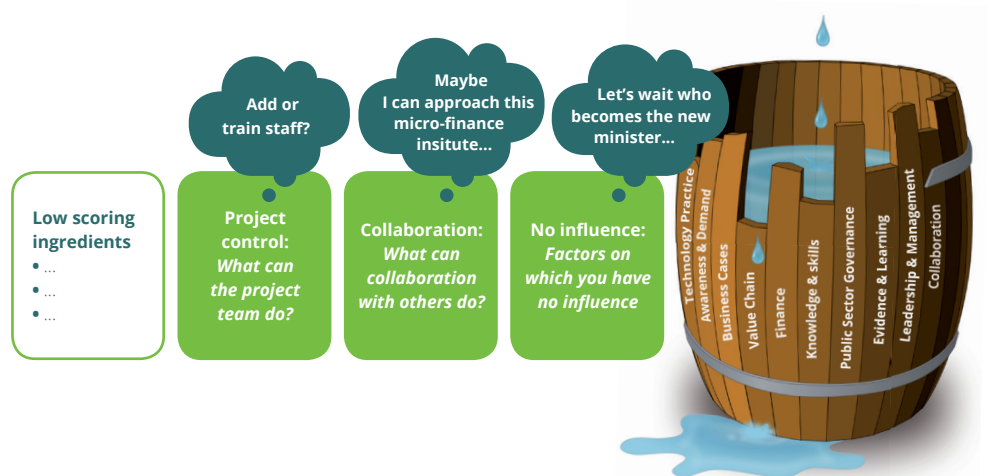 Add or
train staff?
Maybe
I can approach this
micro-finance
insitute...
Let's wait who
becomes the new
minister...
Low scoring
ingredients
• ...
• ...
• ...
Project
control:
What can
the project
team do?
Collaboration:
What can
collaboration
with others do?
No influence:
Factors on
which you have
no influence
Technology Practice
Awareness & Demand
Business Cases
Value Chain
Finance
Knowledge & skills
Public Sector Governance
Evidence & Learning
Leadership & Management
Collaboration